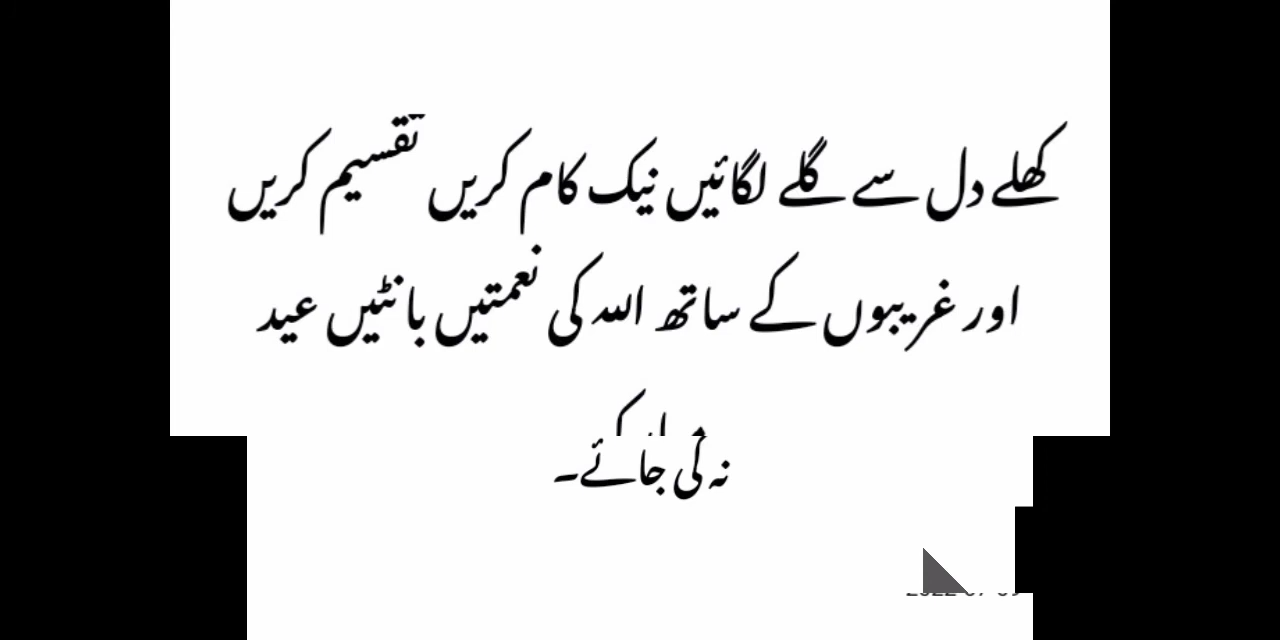 کھلے دل سے گلے لگائیں نیک کام کریں تقسیم کریں
اور غریبوں کے ساتھ اللہ کی نعمتیں بانٹیں عید
نہ لی جائے۔